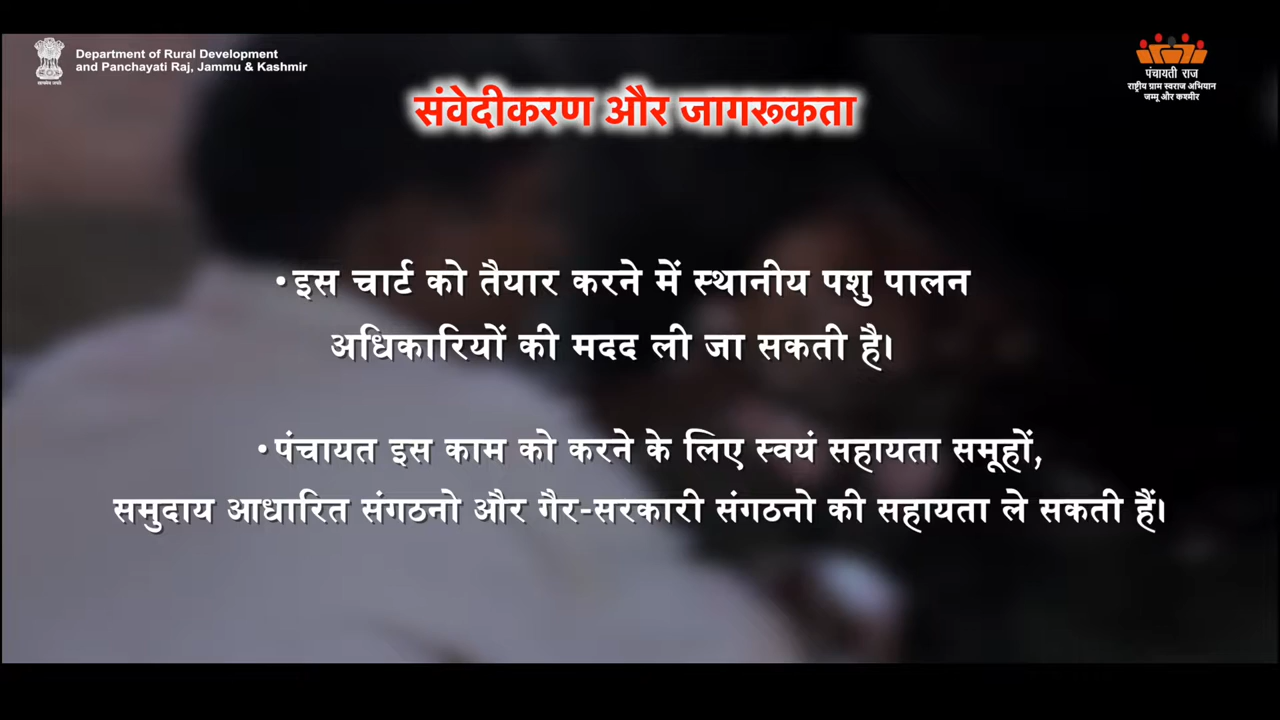 Department of Rural Development
and Panchayati Raj, Jammu & Kashmir
पंचायती राज
राष्ट्रीय ग्राम स्वराज अभियान
जम्मू और कश्मीर
संवेदीकरण और जागरूकता
•इस चार्ट को तैयार करने में स्थानीय पशु पालन
अधिकारियों की मदद ली जा सकती है।
•पंचायत इस काम को करने के लिए स्वयं सहायता समूहों,
समुदाय आधारित संगठनो और गैर-सरकारी संगठनो की सहायता ले सकती हैं।